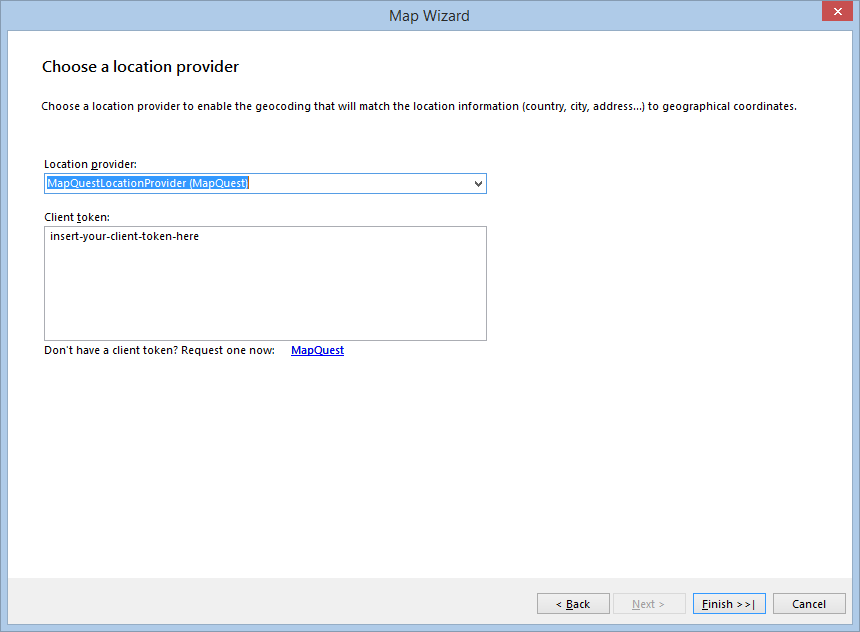 Map Wizard
Choose a location provider
Choose a location provider to enable the geocoding that will match the location information (country, city, address...) to geographical coordinates.
Location provider:
MapQuestLocationProvider (MapQuest)
Client token:
insert-your-client-token-here
Don't have a client token? Request one now: MapQuest
< Back Next > Finish >>| Cancel